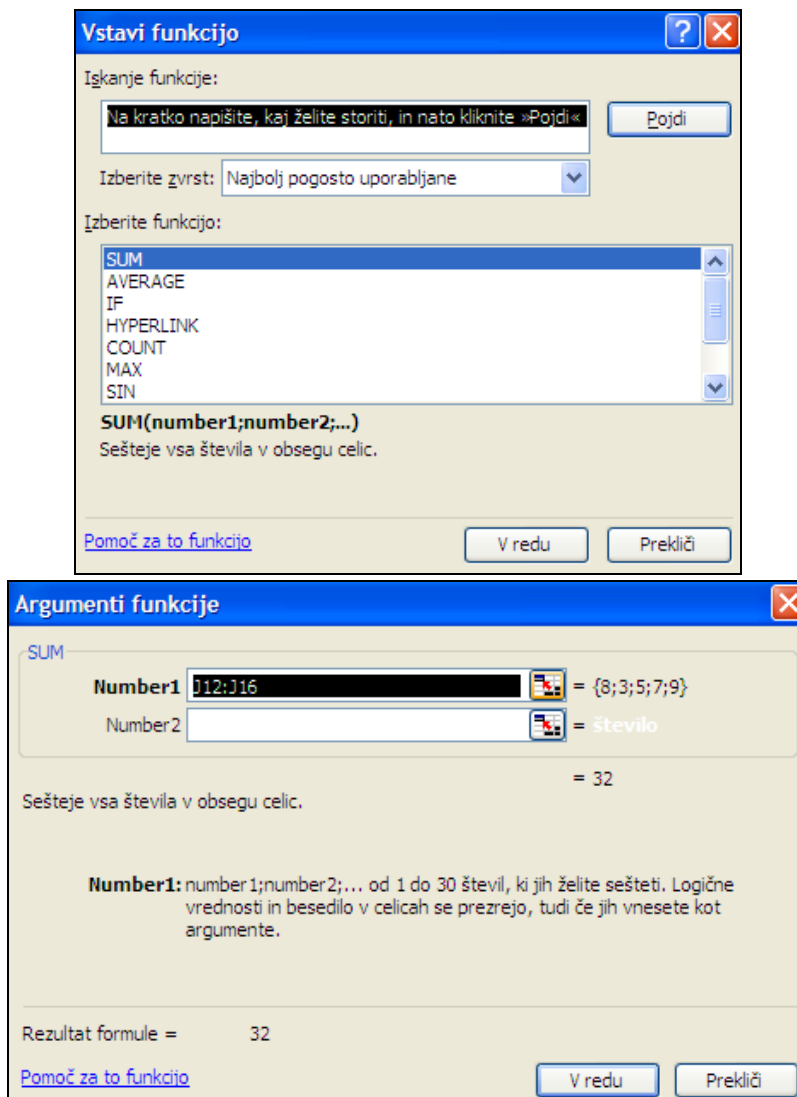 Vstavi funkcijo
Iskanje funkcije:
Na kratko napišite, kaj želite storiti, in nato kliknite »Pojdi«
Pojdi
Izberite zvrst: Najbolj pogosto uporabljane
Izberite funkcijo:
SUM
AVERAGE
IF
HYPERLINK
COUNT
MAX
SIN
SUM(number1;number2;...)
Sešteje vsa števila v obsegu celic.
Pomoč za to funkcijo
V redu
Prekliči
Argumenti funkcije
SUM
Number1 J12:J16 = {8;3;5;7;9}
Number2 = število
= 32
Sešteje vsa števila v obsegu celic.
Number1: number1;number2;... od 1 do 30 števil, ki jih želite sešteti. Logične
vrednosti in besedilo v celicah se prezrejo, tudi če jih vnesete kot
argumente.
Rezultat formule = 32
Pomoč za to funkcijo
V redu
Prekliči